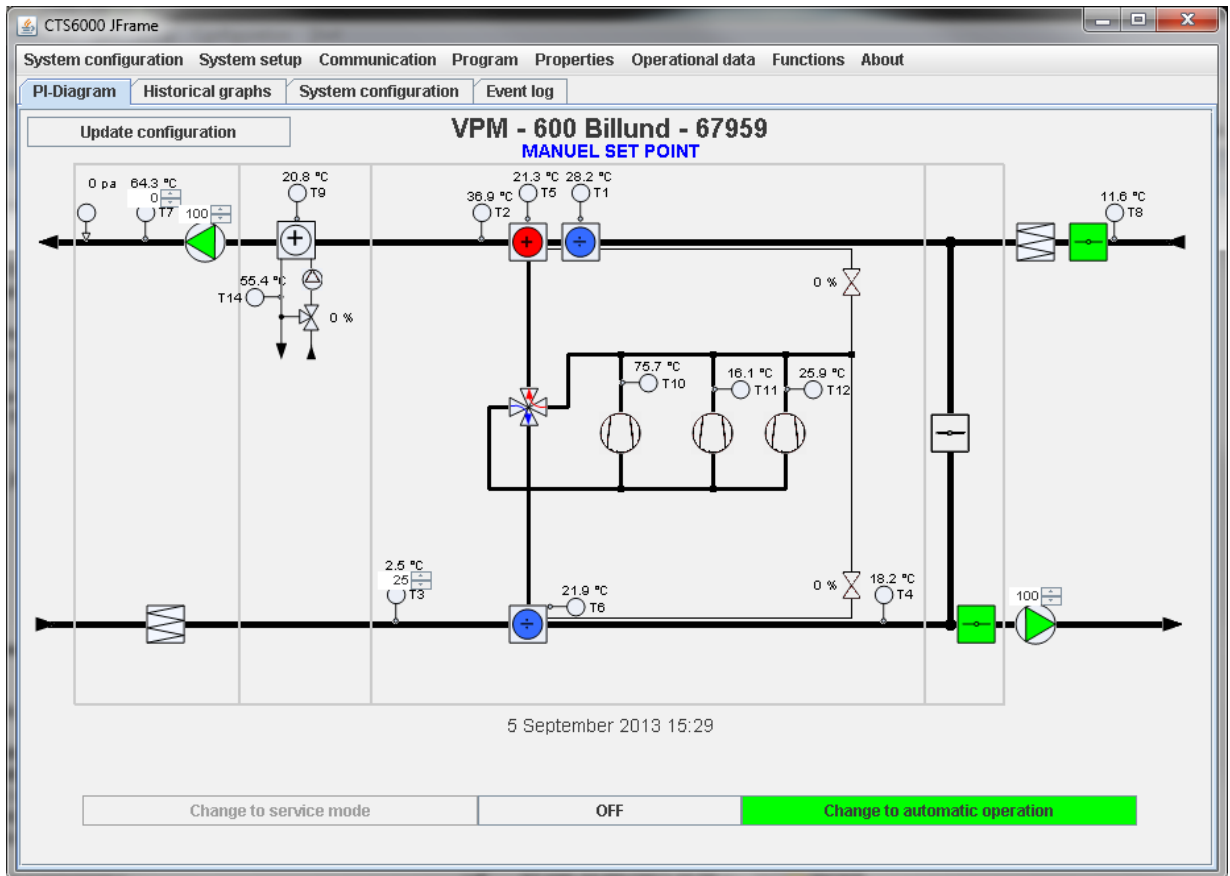 CTS6000 JFrame
System configuration System setup Communication Program Properties Operational data Functions About
PI-Diagram Historical graphs System configuration Event log
Update configuration
VPM - 600 Billund - 67959
MANUEL SET POINT
0 pa
64.3 °C
0
T7
100
20.8 °C
T9
36.9 °C
T2
21.3 °C
T5
28.2 °C
T1
11.6 °C
T8
55.4 °C
T14
0 %
0 %
75.7 °C
T10
16.1 °C
T11
25.9 °C
T12
2.5 °C
25
T3
21.9 °C
T6
0 %
18.2 °C
T4
100
5 September 2013 15:29
Change to service mode
OFF
Change to automatic operation